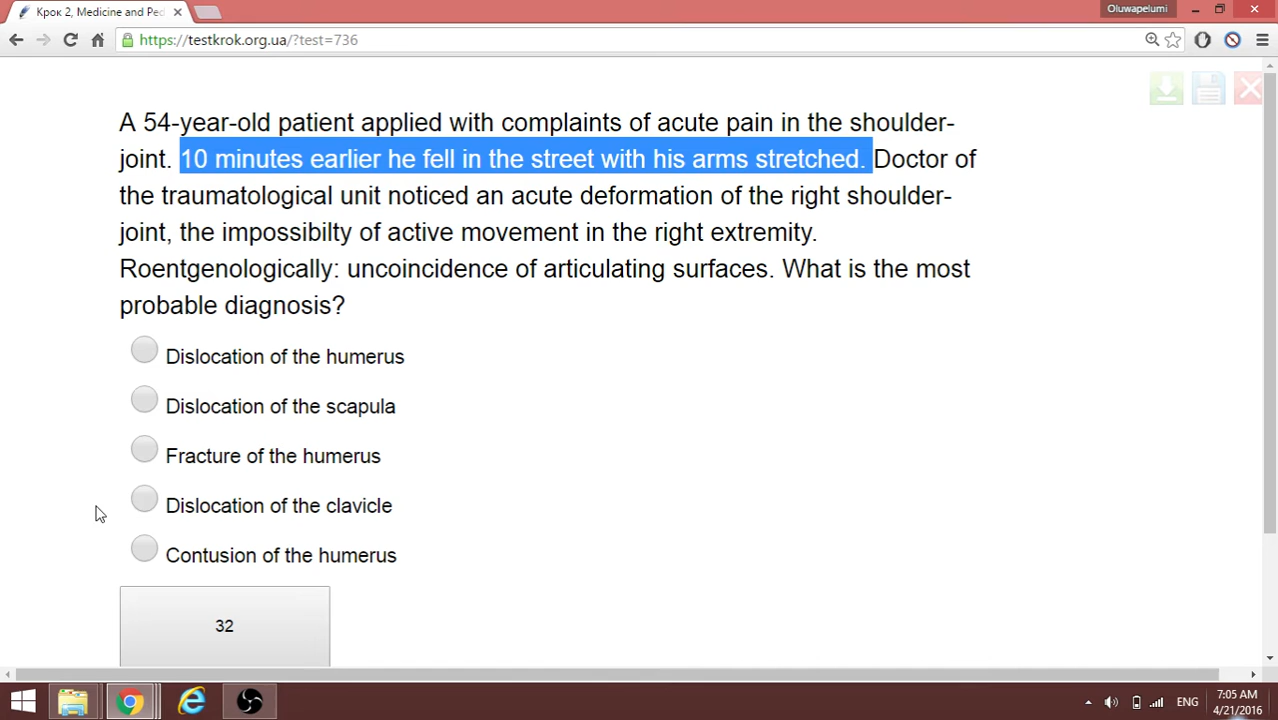 Крок 2, Medicine and Ped
Oluwapelumi
https://testkrok.org.ua/?test=736
A 54-year-old patient applied with complaints of acute pain in the shoulder-
joint. 10 minutes earlier he fell in the street with his arms stretched. Doctor of
the traumatological unit noticed an acute deformation of the right shoulder-
joint, the impossibilty of active movement in the right extremity.
Roentgenologically: uncoincidence of articulating surfaces. What is the most
probable diagnosis?
Dislocation of the humerus
Dislocation of the scapula
Fracture of the humerus
Dislocation of the clavicle
Contusion of the humerus
32
ENG
7:05 AM
4/21/2016